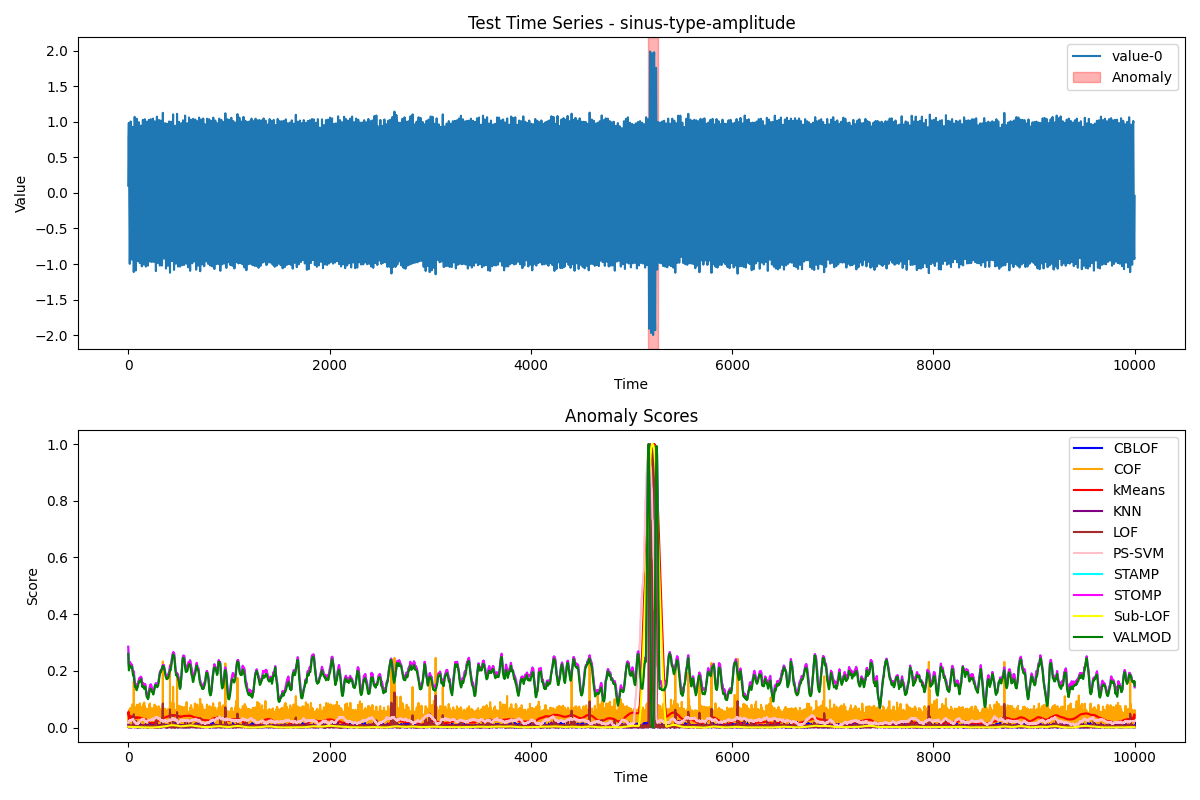 Test Time Series - sinus-type-amplitude
2.0
1.5
1.0
0.5
0.0
−0.5
−1.0
−1.5
−2.0
Value
value-0
Anomaly
0 2000 4000 6000 8000 10000
Time
Anomaly Scores
1.0
0.8
0.6
0.4
0.2
0.0
Score
CBLOF
COF
kMeans
KNN
LOF
PS-SVM
STAMP
STOMP
Sub-LOF
VALMOD
0 2000 4000 6000 8000 10000
Time